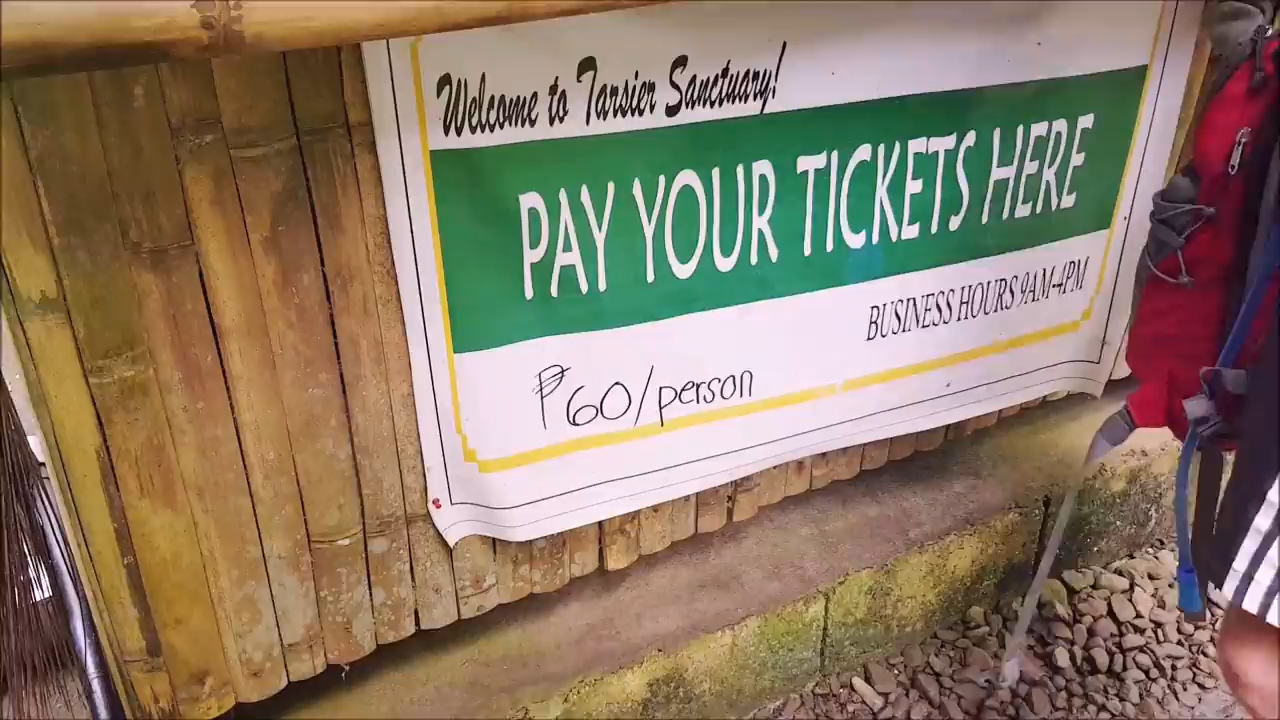 Welcome to Tarsier Sanctuary!
PAY YOUR TICKETS HERE
BUSINESS HOURS 9AM-4PM
₱60/person